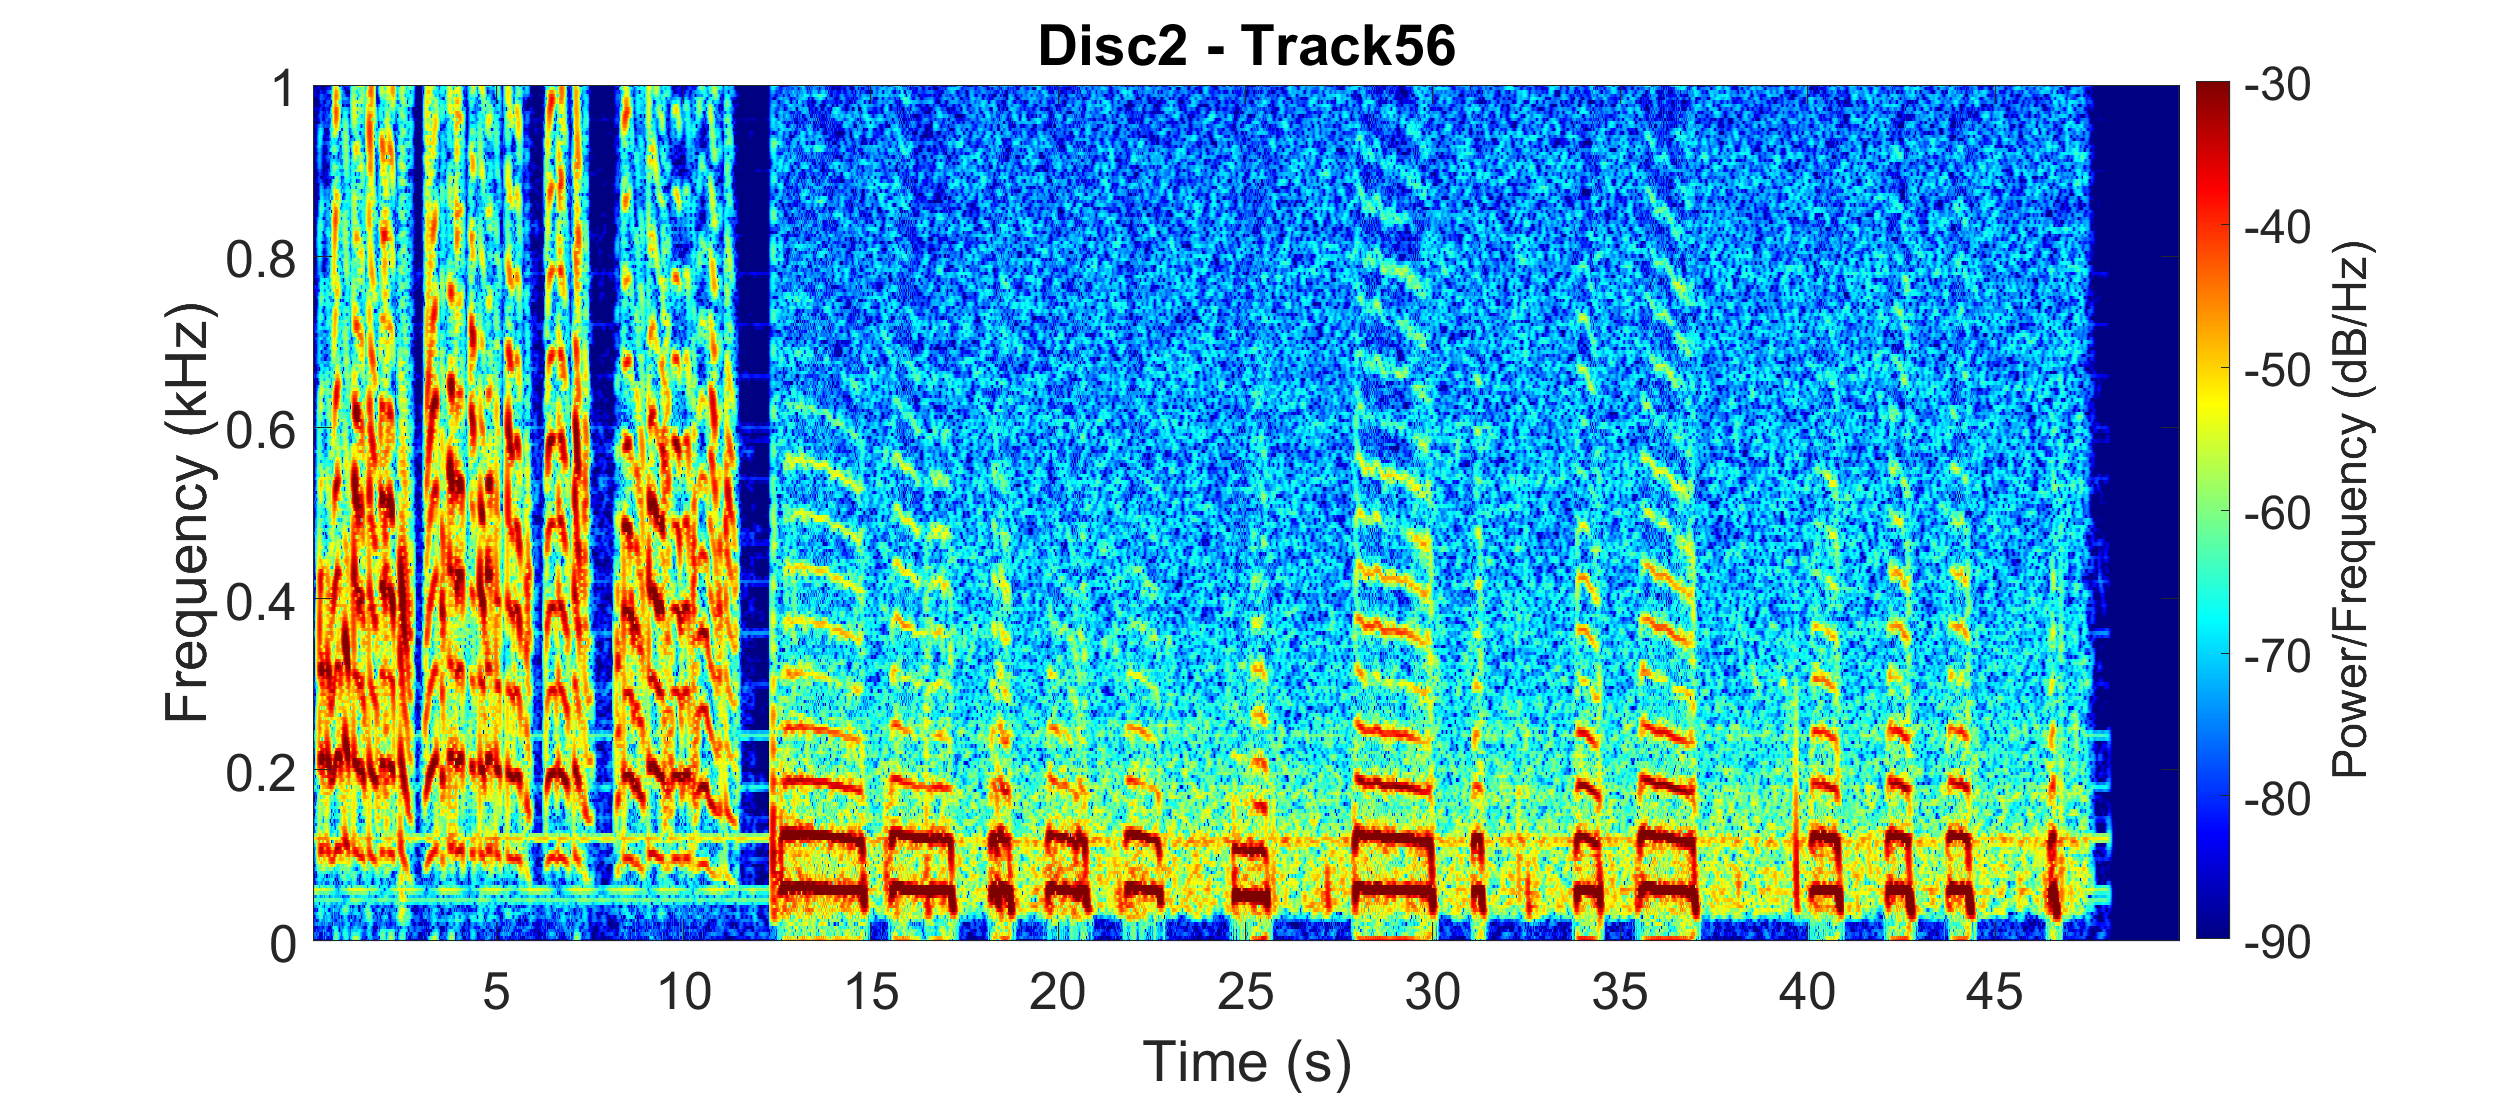 Disc2 - Track56
Frequency (kHz)
1
0.8
0.6
0.4
0.2
0
5 10 15 20 25 30 35 40 45
Time (s)
-30
-40
-50
-60
-70
-80
-90
Power/Frequency (dB/Hz)